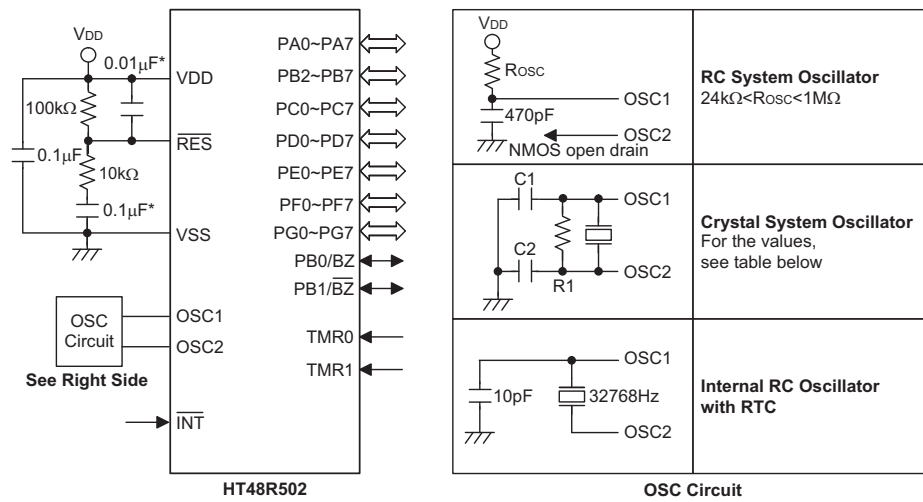 VDD
0.01μF*
VDD
100kΩ
RES
0.1μF
10kΩ
0.1μF*
VSS
OSC
Circuit
OSC1
OSC2
See Right Side
INT
PA0~PA7
PB2~PB7
PC0~PC7
PD0~PD7
PE0~PE7
PF0~PF7
PG0~PG7
PB0/BZ
PB1/B̅Z̅
TMR0
TMR1
HT48R502
VDD
ROSC
OSC1
470pF
OSC2
NMOS open drain
RC System Oscillator
24kΩ<ROSC<1MΩ
C1
OSC1
C2
OSC2
R1
Crystal System Oscillator
For the values,
see table below
OSC1
10pF
32768Hz
OSC2
Internal RC Oscillator
with RTC
OSC Circuit